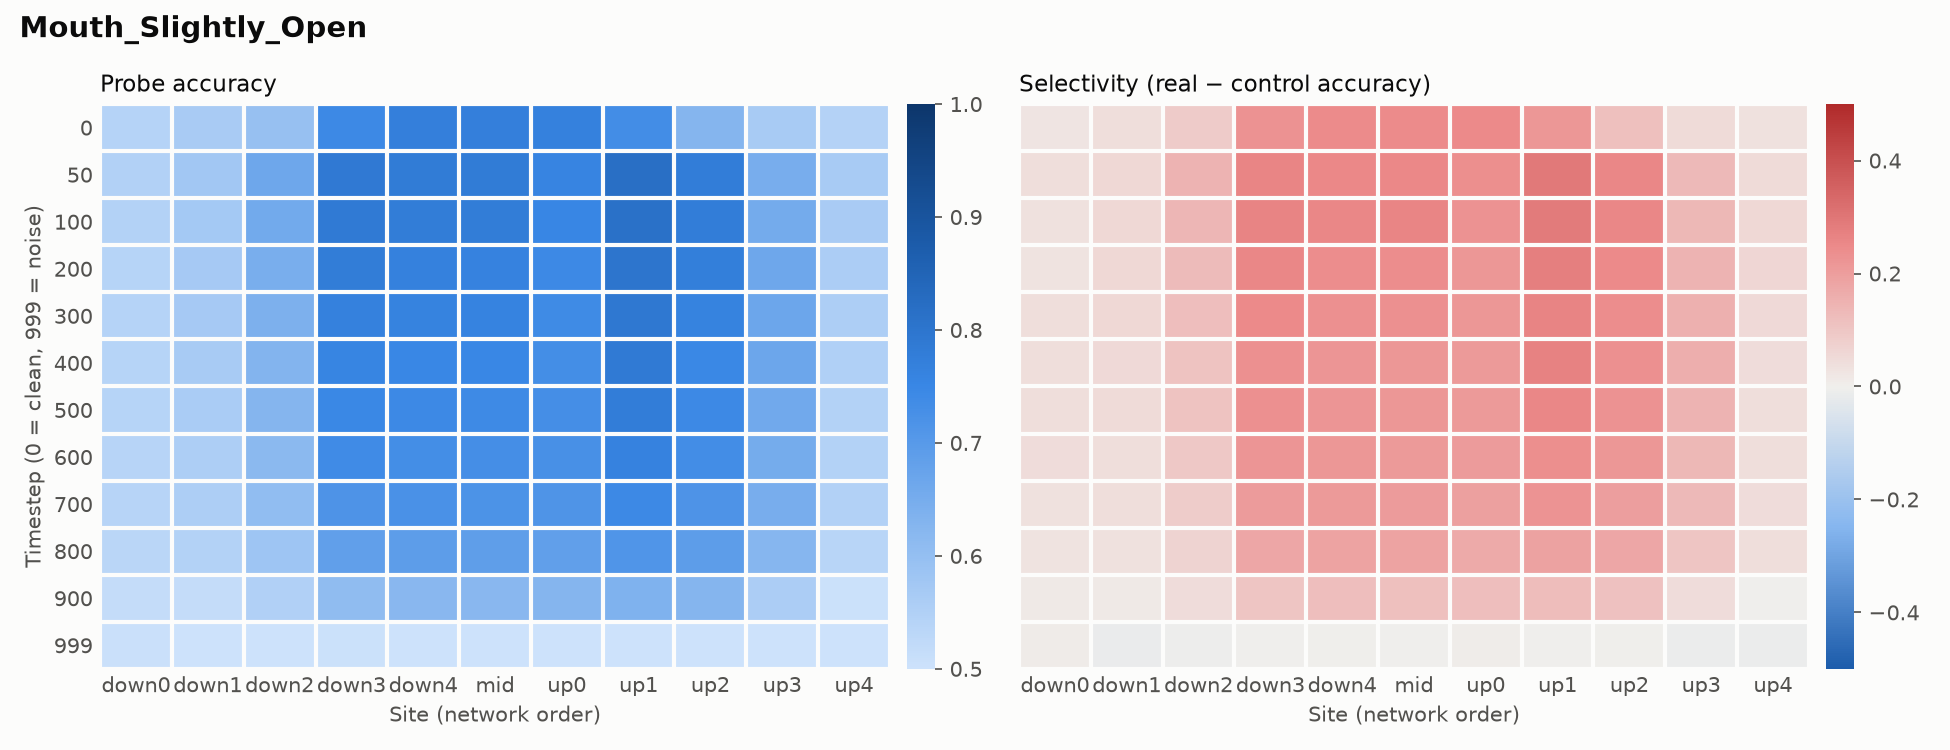 Mouth_Slightly_Open
Probe accuracy
Timestep (0 = clean, 999 = noise)
0
50
100
200
300
400
500
600
700
800
900
999
down0 down1 down2 down3 down4 mid up0 up1 up2 up3 up4
Site (network order)
1.0
0.9
0.8
0.7
0.6
0.5
Selectivity (real − control accuracy)
down0 down1 down2 down3 down4 mid up0 up1 up2 up3 up4
Site (network order)
0.4
0.2
0.0
−0.2
−0.4